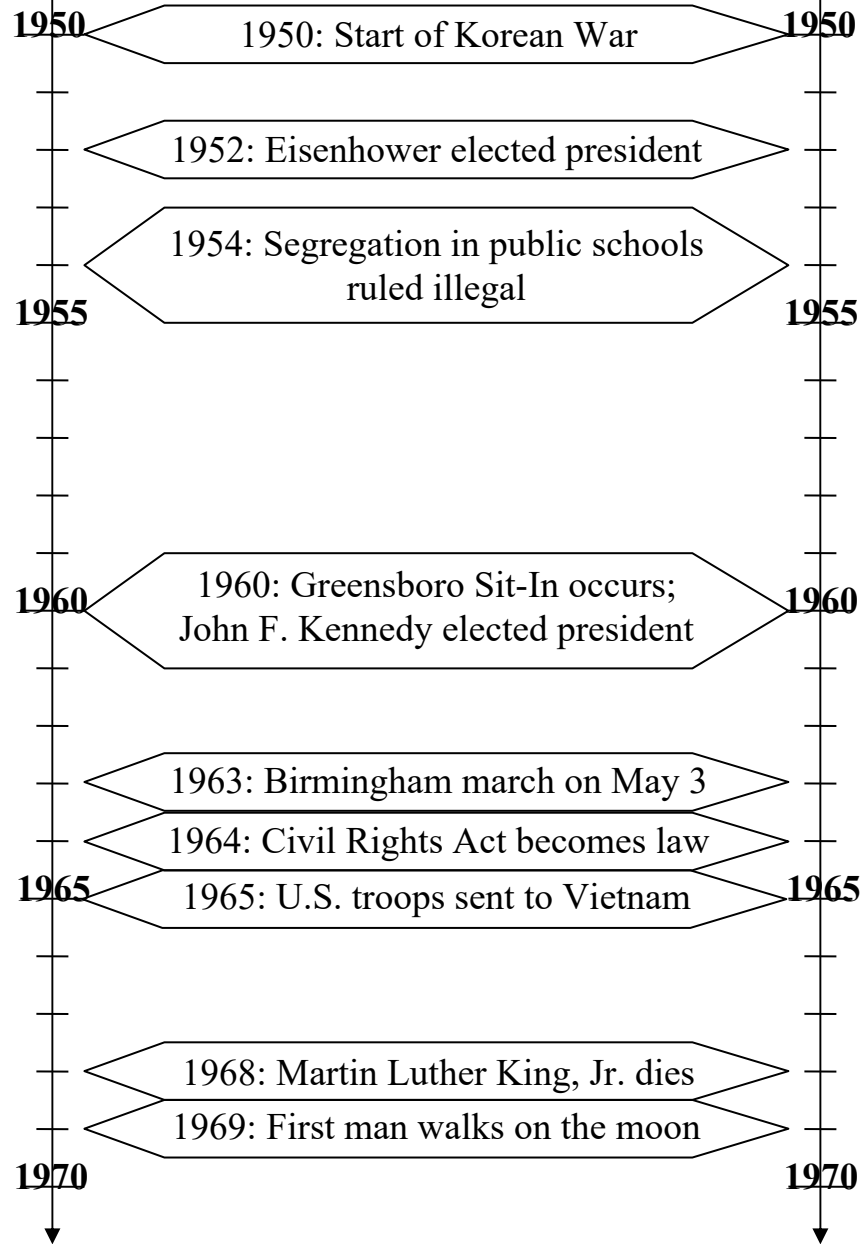 1950 1950
1950: Start of Korean War
1952: Eisenhower elected president
1954: Segregation in public schools
ruled illegal
1955 1955
1960: Greensboro Sit-In occurs;
1960 1960
John F. Kennedy elected president
1963: Birmingham march on May 3
1964: Civil Rights Act becomes law
1965 1965
1965: U.S. troops sent to Vietnam
1968: Martin Luther King, Jr. dies
1969: First man walks on the moon
1970 1970